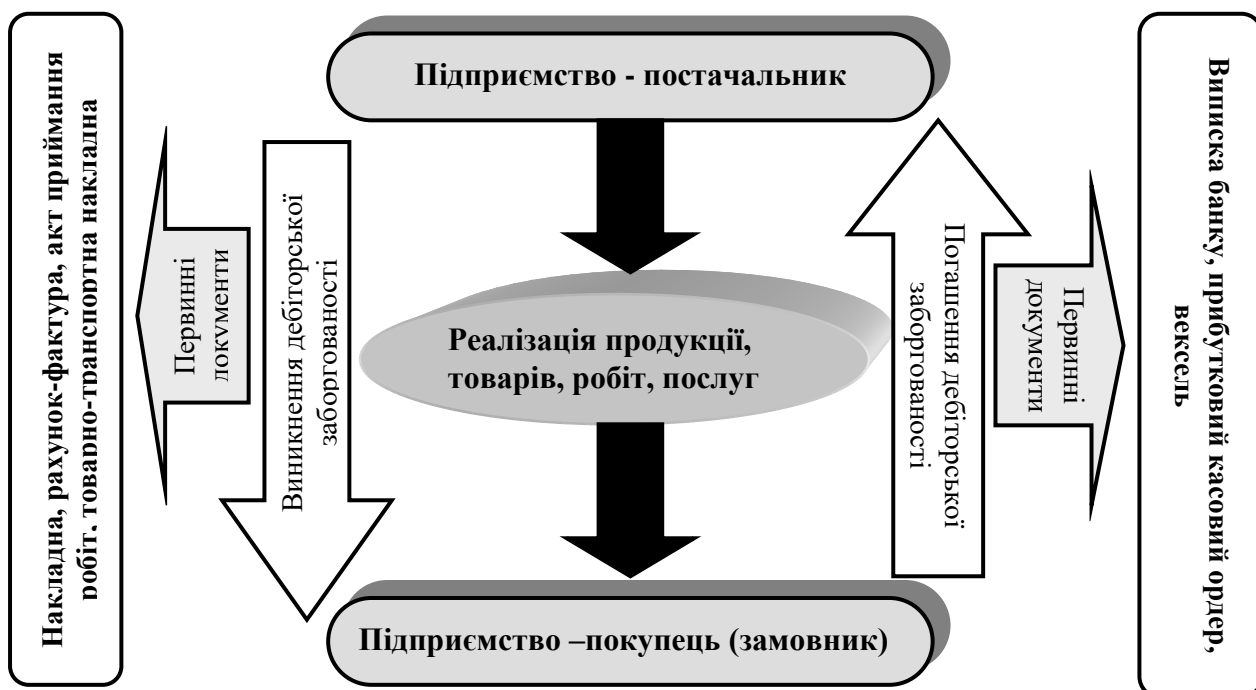 Накладна, рахунок-фактура, акт приймання
робіт. товарно-транспортна накладна
Первинні
документи
Виникнення дебіторської
заборгованості
Підприємство - постачальник
Реалізація продукції,
товарів, робіт, послуг
Підприємство –покупець (замовник)
Погашення дебіторської
заборгованості
Первинні
документи
Виписка банку, прибутковий касовий ордер,
вексель